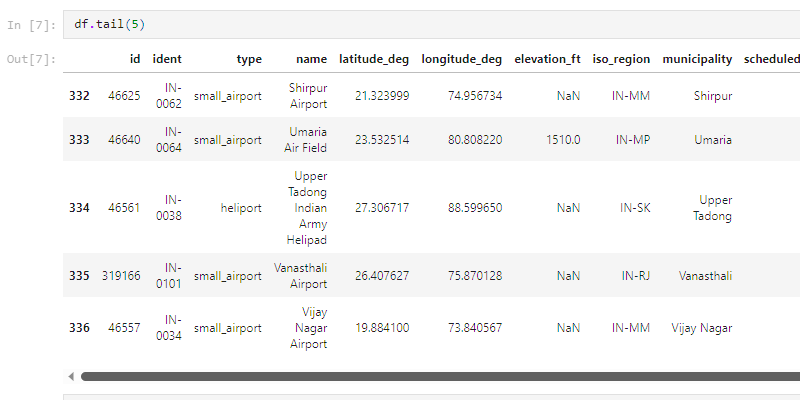 In [7]: df.tail(5)
Out[7]:
id ident type name latitude_deg longitude_deg elevation_ft iso_region municipality scheduled
332 46625 IN-0062 small_airport Shirpur Airport 21.323999 74.956734 NaN IN-MM Shirpur
333 46640 IN-0064 small_airport Umaria Air Field 23.532514 80.808220 1510.0 IN-MP Umaria
334 46561 IN-0038 heliport Upper Tadong Indian Army Helipad 27.306717 88.599650 NaN IN-SK Upper Tadong
335 319166 IN-0101 small_airport Vanasthali Airport 26.407627 75.870128 NaN IN-RJ Vanasthali
336 46557 IN-0034 small_airport Vijay Nagar Airport 19.884100 73.840567 NaN IN-MM Vijay Nagar